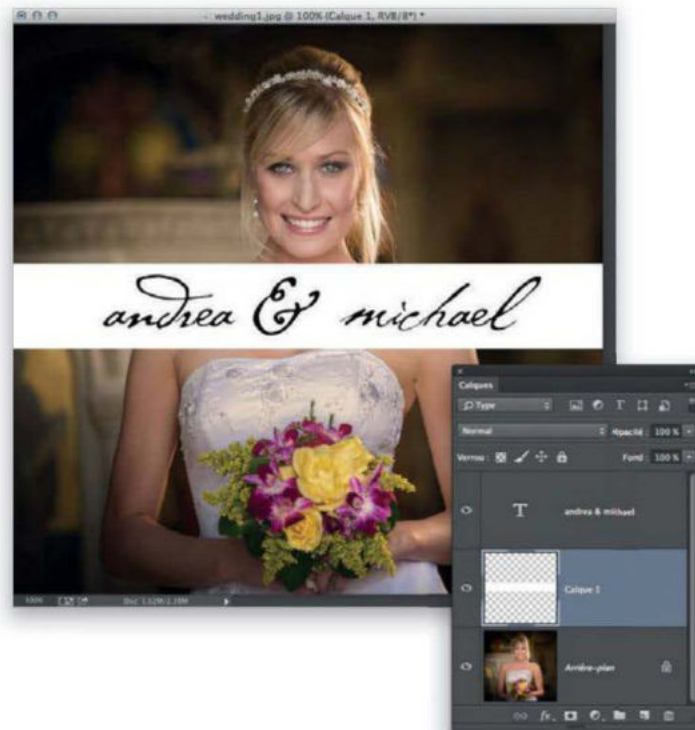 wedding1.jpg @ 100% (Calque 1, RVB/8*) *
andrea & michael
100%
Calques
Type
Normal
Opacité : 100 %
Verrou :
Fond : 100 %
T andrea & michael
Calque 1
Arrière-plan
fx